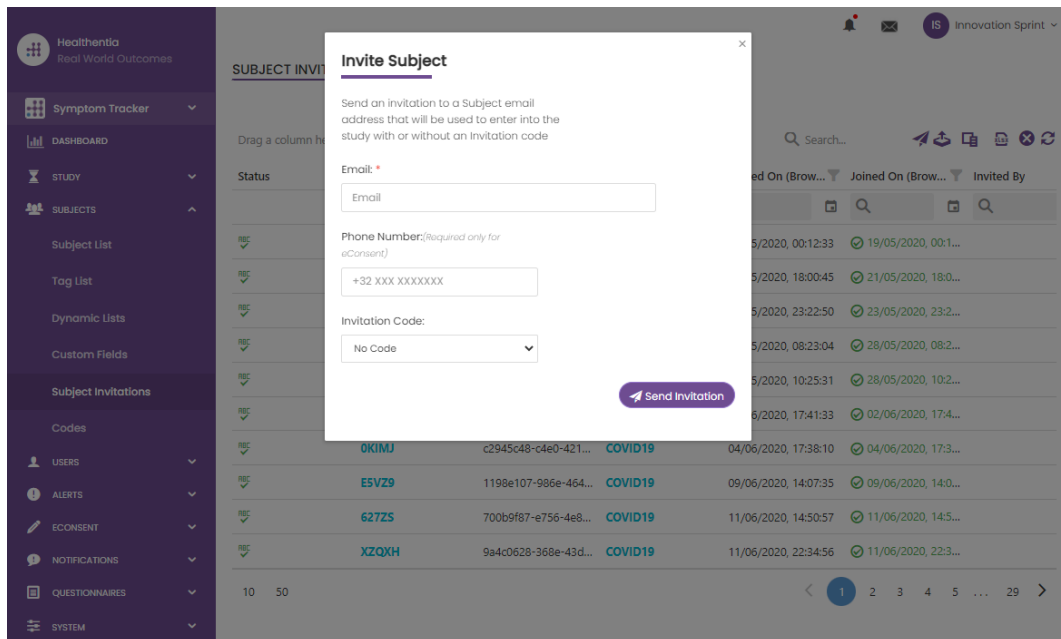 Healthentia
Real World Outcomes
IS Innovation Sprint
Symptom Tracker
DASHBOARD
STUDY
SUBJECTS
Subject List
Tag List
Dynamic Lists
Custom Fields
Subject Invitations
Codes
USERS
ALERTS
ECONSENT
NOTIFICATIONS
QUESTIONNAIRES
SYSTEM
SUBJECT INVIT
Invite Subject
×
Send an invitation to a Subject email
address that will be used to enter into the
study with or without an Invitation code
Email: *
Email
Phone Number:(Required only for
eConsent)
+32 XXX XXXXXXX
Invitation Code:
No Code
Send Invitation
Drag a column he
Search...
Status ed On (Brow... Joined On (Brow... Invited By
5/2020, 00:12:33 19/05/2020, 00:1...
5/2020, 18:00:45 21/05/2020, 18:0...
5/2020, 23:22:50 23/05/2020, 23:2...
5/2020, 08:23:04 28/05/2020, 08:2...
5/2020, 10:25:31 28/05/2020, 10:2...
6/2020, 17:41:33 02/06/2020, 17:4...
0KIMJ c2945c48-c4e0-421... COVID19 04/06/2020, 17:38:10 04/06/2020, 17:3...
E5VZ9 1198e107-986e-464... COVID19 09/06/2020, 14:07:35 09/06/2020, 14:0...
627ZS 700b9f87-e756-4e8... COVID19 11/06/2020, 14:50:57 11/06/2020, 14:5...
XZQXH 9a4c0628-368e-43d... COVID19 11/06/2020, 22:34:56 11/06/2020, 22:3...
10 50 1 2 3 4 5 ... 29